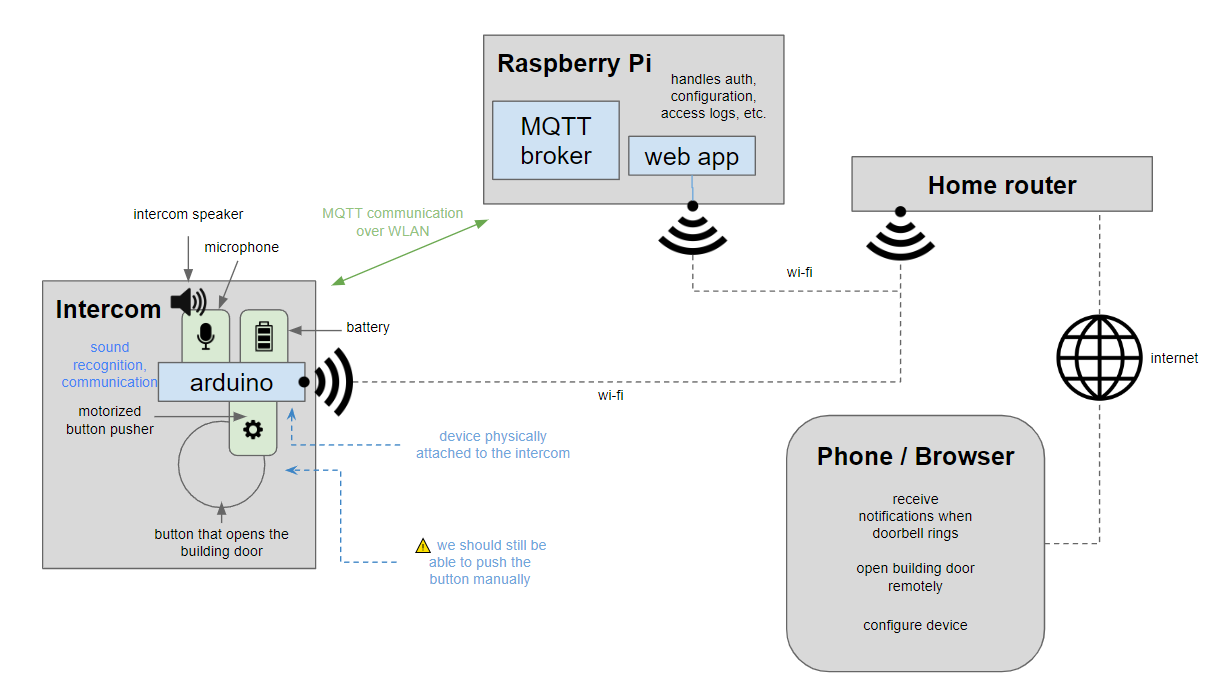 Raspberry Pi
handles auth,
configuration,
access logs, etc.
MQTT
broker
web app
Home router
intercom speaker
MQTT communication
over WLAN
microphone
wi-fi
Intercom
battery
sound
recognition,
communication
arduino
internet
wi-fi
motorized
button pusher
device physically
attached to the intercom
Phone / Browser
receive
notifications when
doorbell rings
open building door
remotely
configure device
button that opens the
building door
we should still be
able to push the
button manually